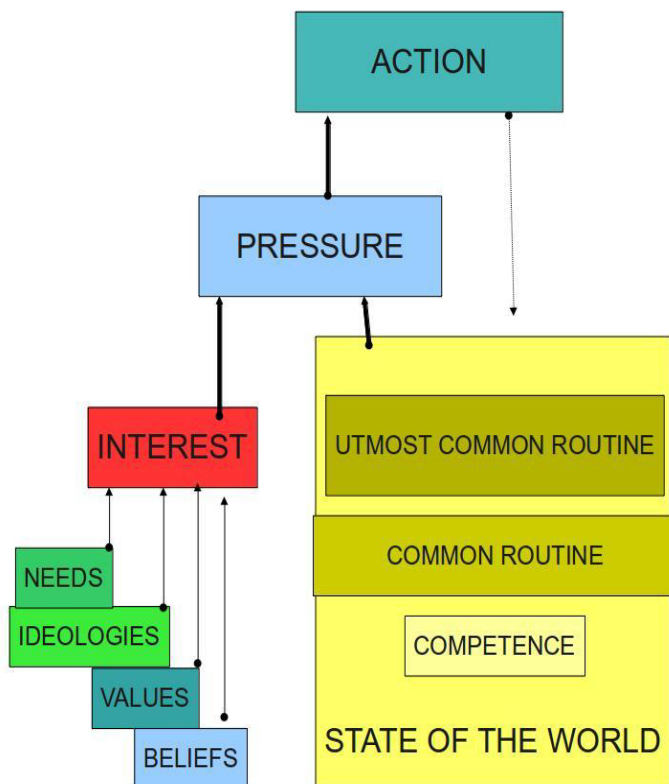 ACTION
PRESSURE
INTEREST
UTMOST COMMON ROUTINE
COMMON ROUTINE
NEEDS
IDEOLOGIES
COMPETENCE
VALUES
STATE OF THE WORLD
BELIEFS